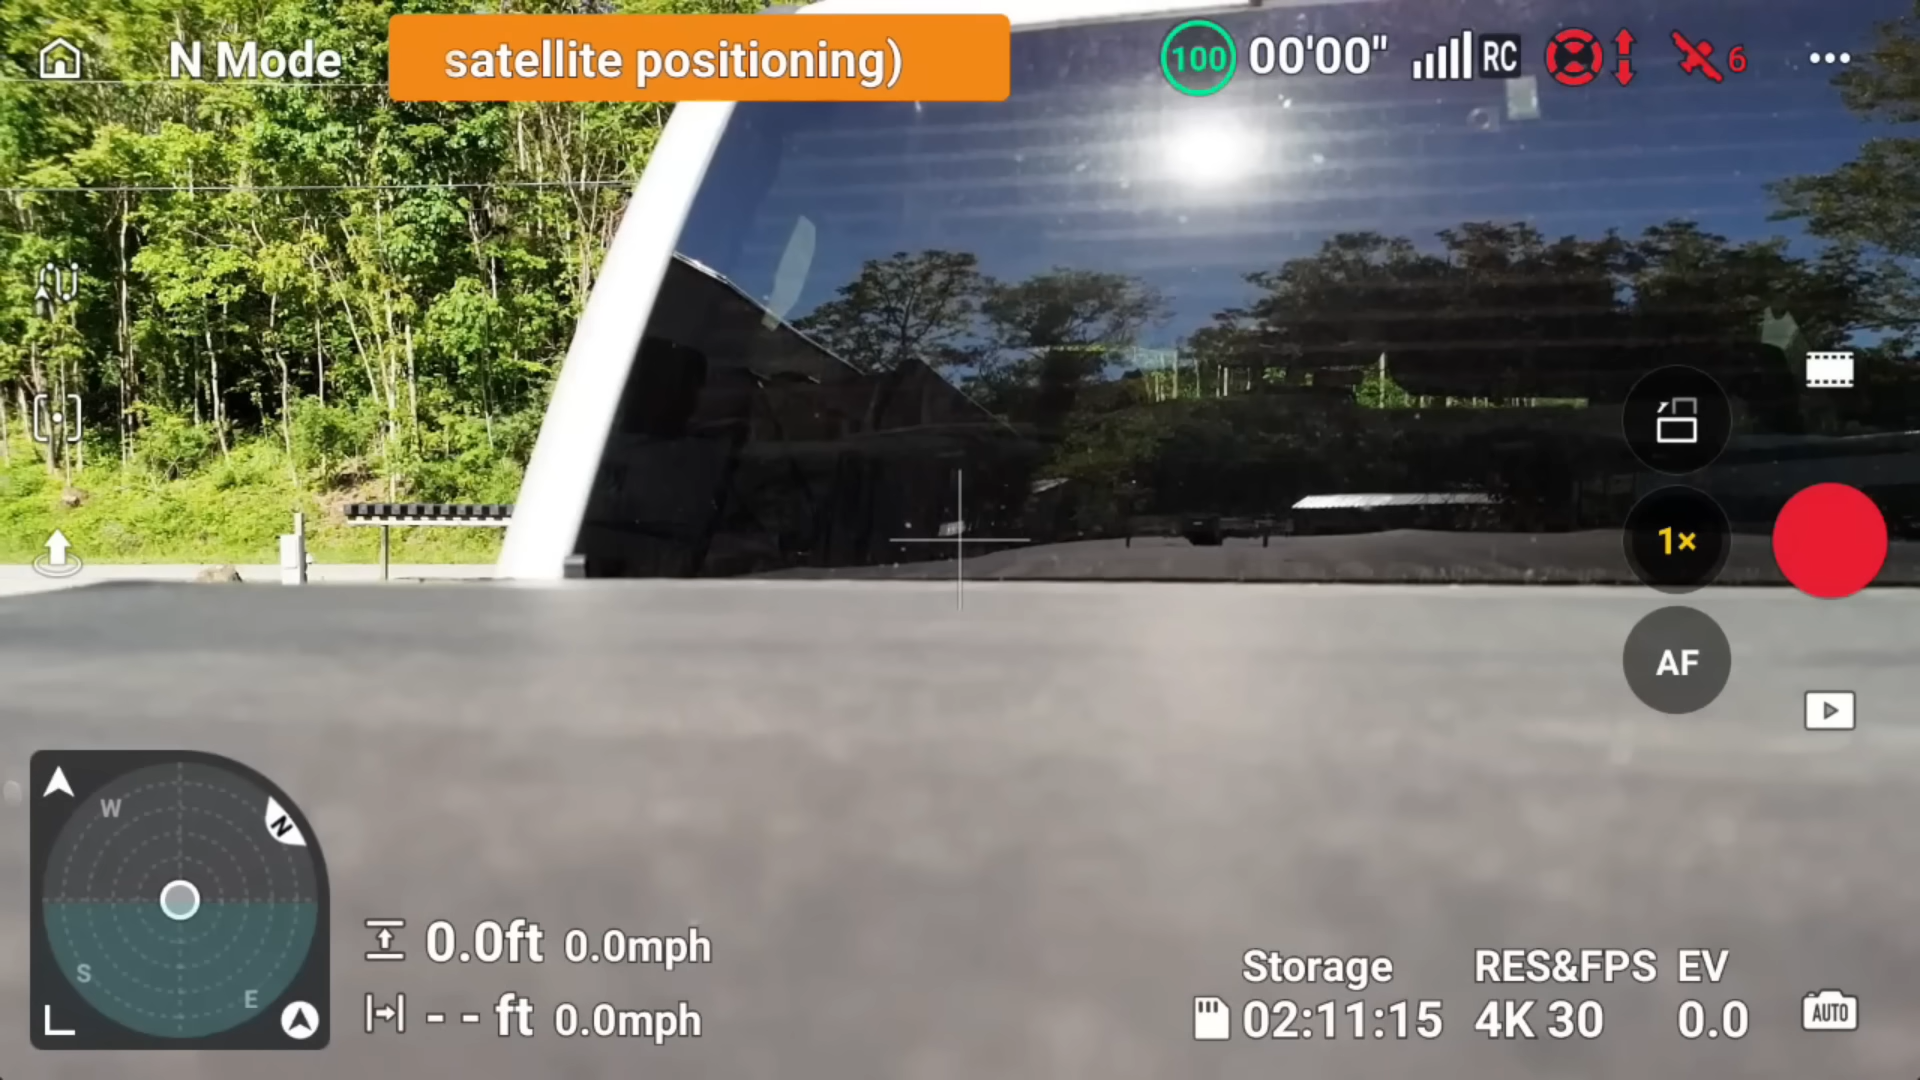 N Mode
satellite positioning)
100
00'00"
RC
6
1×
AF
W
N
S
E
0.0ft 0.0mph
- - ft 0.0mph
Storage
02:11:15
RES&FPS
4K 30
EV
0.0
AUTO